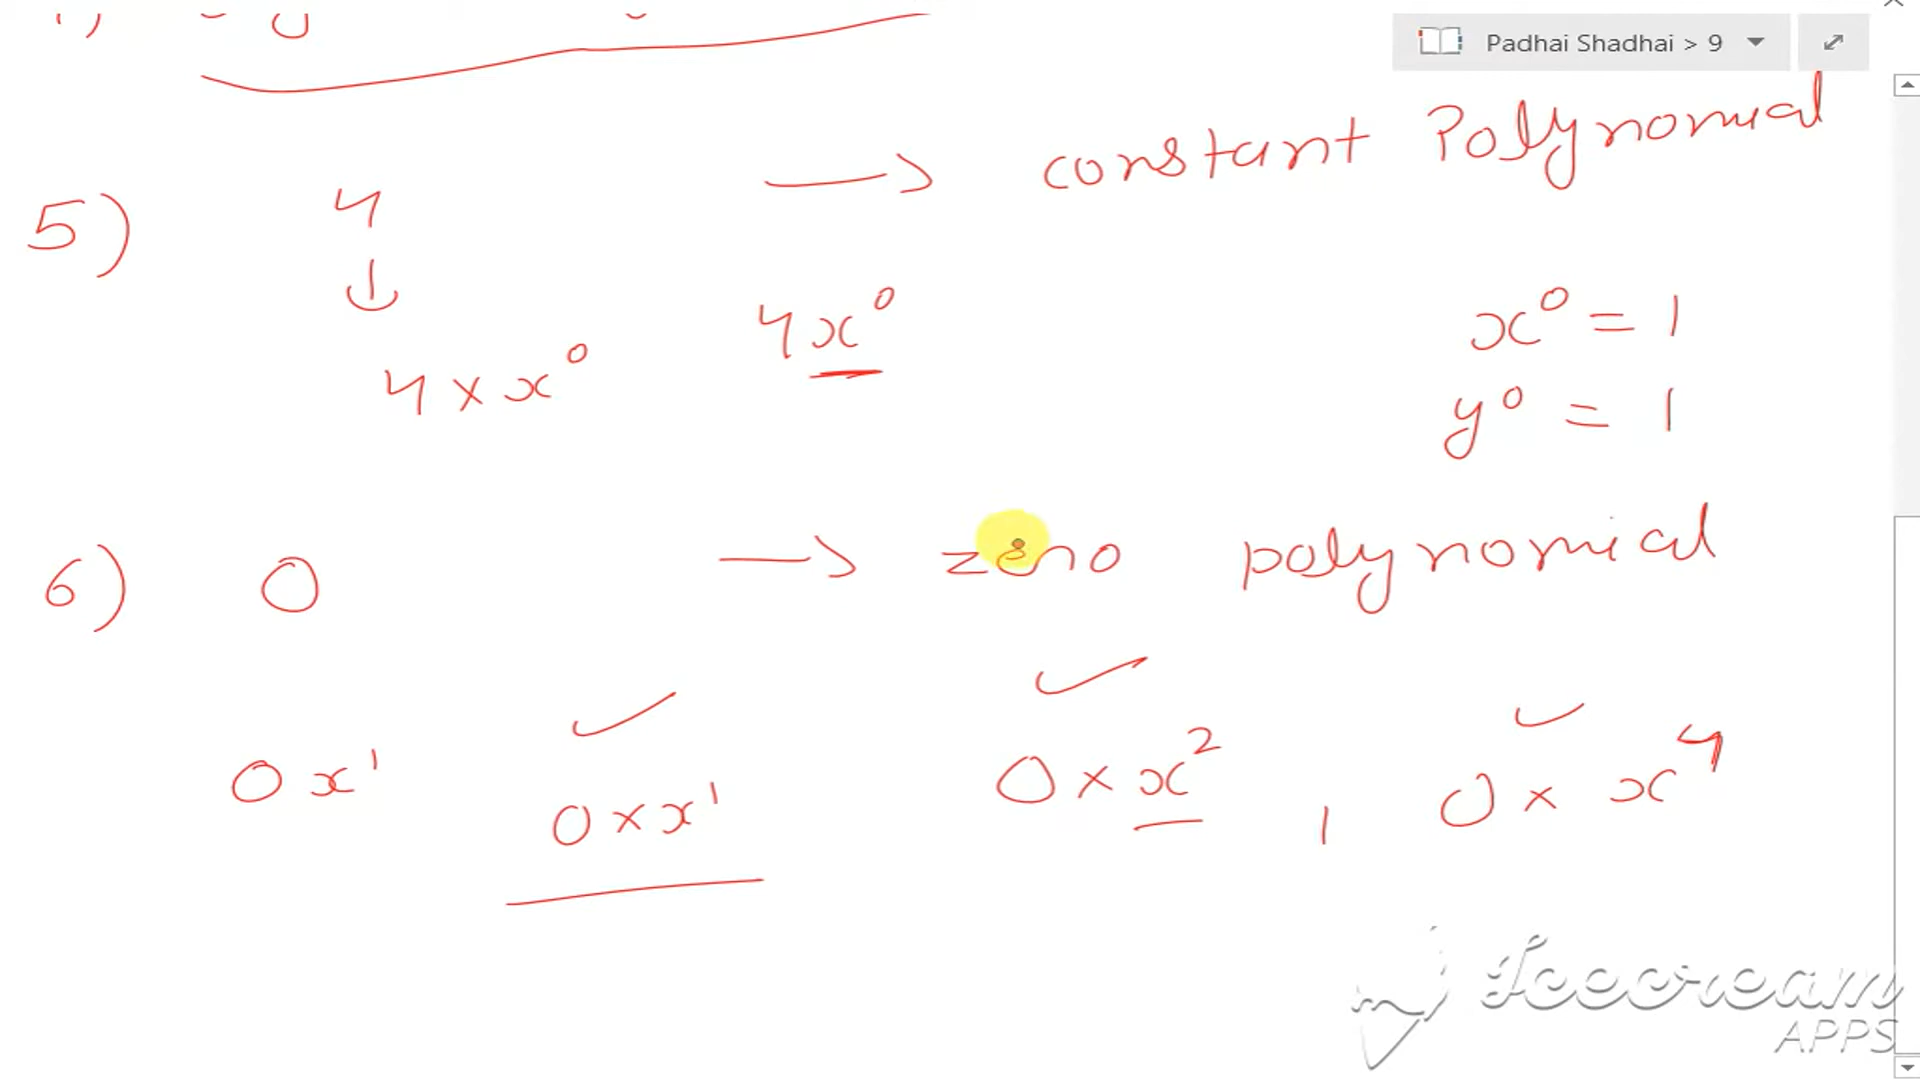 Padhai Shadhai > 9
5) 4 → constant Polynomial
↓
4 × x⁰ 4x⁰ x⁰ = 1
y⁰ = 1
6) 0 → zero polynomial
0x¹ 0 × x¹ 0 × x² , 0 × x⁴
Icecream
APPS